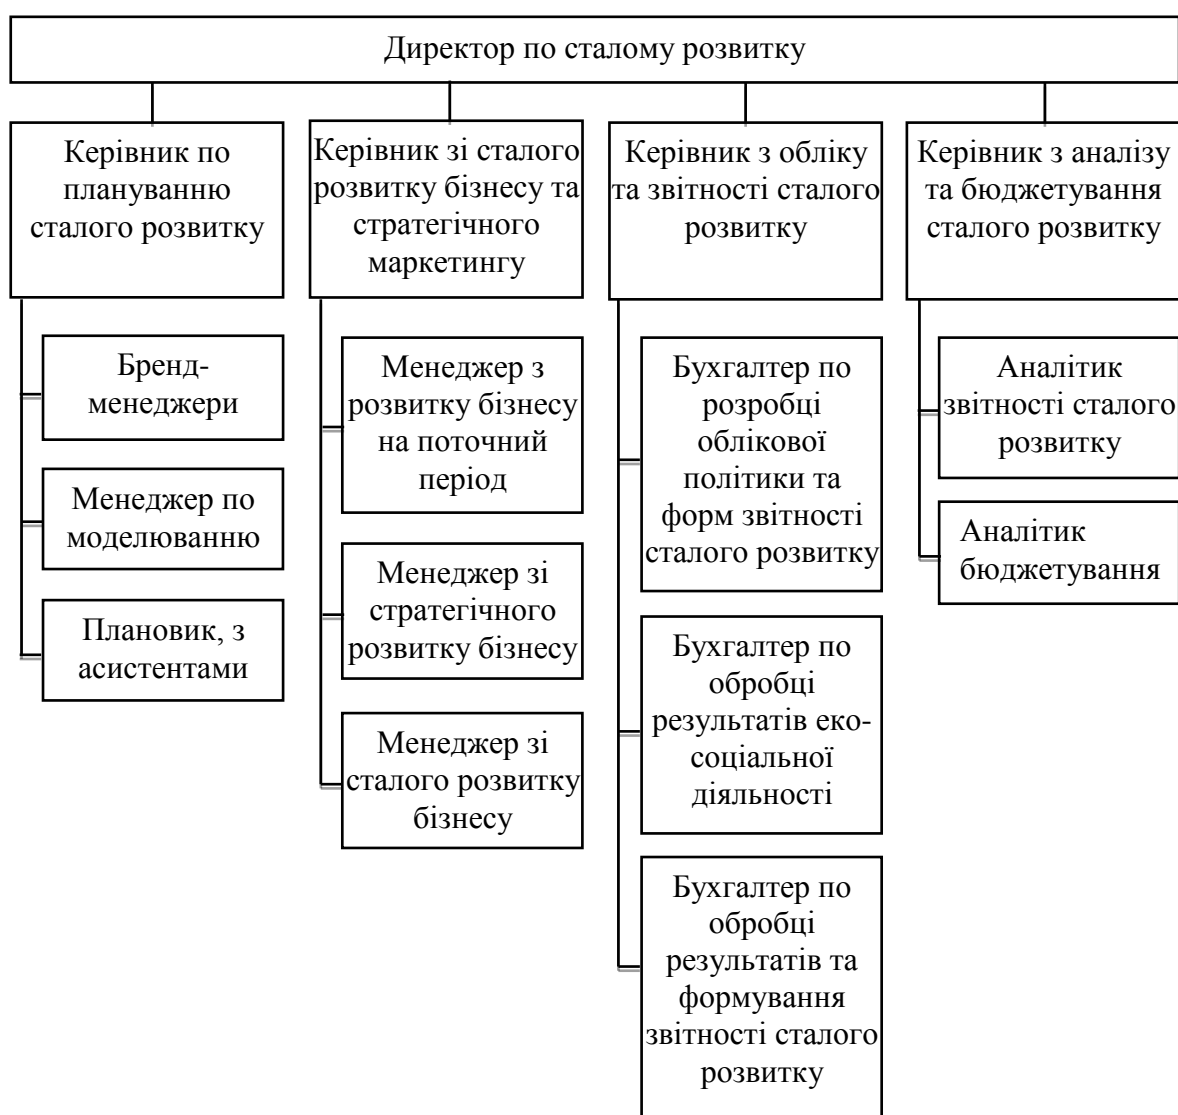 Директор по сталому розвитку
Керівник по
плануванню
сталого розвитку
Бренд-
менеджери
Менеджер по
моделюванню
Плановик, з
асистентами
Керівник зі сталого
розвитку бізнесу та
стратегічного
маркетингу
Менеджер з
розвитку бізнесу
на поточний
період
Менеджер зі
стратегічного
розвитку бізнесу
Менеджер зі
сталого розвитку
бізнесу
Керівник з обліку
та звітності сталого
розвитку
Бухгалтер по
розробці
облікової
політики та
форм звітності
сталого розвитку
Бухгалтер по
обробці
результатів еко-
соціальної
діяльності
Бухгалтер по
обробці
результатів та
формування
звітності сталого
розвитку
Керівник з аналізу
та бюджетування
сталого розвитку
Аналітик
звітності сталого
розвитку
Аналітик
бюджетування